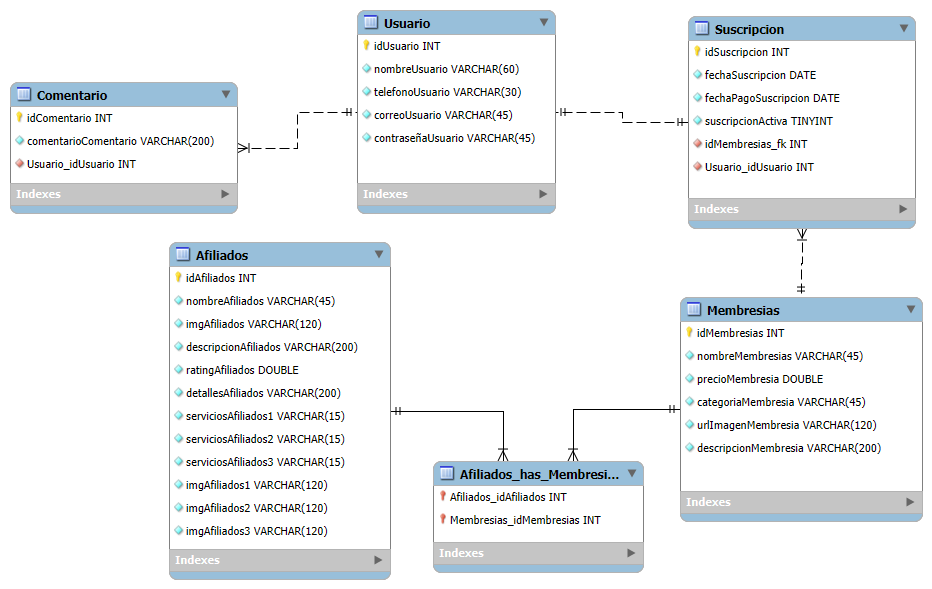 Usuario
idUsuario INT
nombreUsuario VARCHAR(60)
telefonoUsuario VARCHAR(30)
correoUsuario VARCHAR(45)
contraseñaUsuario VARCHAR(45)
Indexes
Suscripcion
idSuscripcion INT
fechaSuscripcion DATE
fechaPagoSuscripcion DATE
suscripcionActiva TINYINT
idMembresias_fk INT
Usuario_idUsuario INT
Indexes
Comentario
idComentario INT
comentarioComentario VARCHAR(200)
Usuario_idUsuario INT
Indexes
Afiliados
idAfiliados INT
nombreAfiliados VARCHAR(45)
imgAfiliados VARCHAR(120)
descripcionAfiliados VARCHAR(200)
ratingAfiliados DOUBLE
detallesAfiliados VARCHAR(200)
serviciosAfiliados1 VARCHAR(15)
serviciosAfiliados2 VARCHAR(15)
serviciosAfiliados3 VARCHAR(15)
imgAfiliados1 VARCHAR(120)
imgAfiliados2 VARCHAR(120)
imgAfiliados3 VARCHAR(120)
Indexes
Membresias
idMembresias INT
nombreMembresias VARCHAR(45)
precioMembresia DOUBLE
categoriaMembresia VARCHAR(45)
urlImagenMembresia VARCHAR(120)
descripcionMembresia VARCHAR(200)
Indexes
Afiliados_has_Membresi...
Afiliados_idAfiliados INT
Membresias_idMembresias INT
Indexes